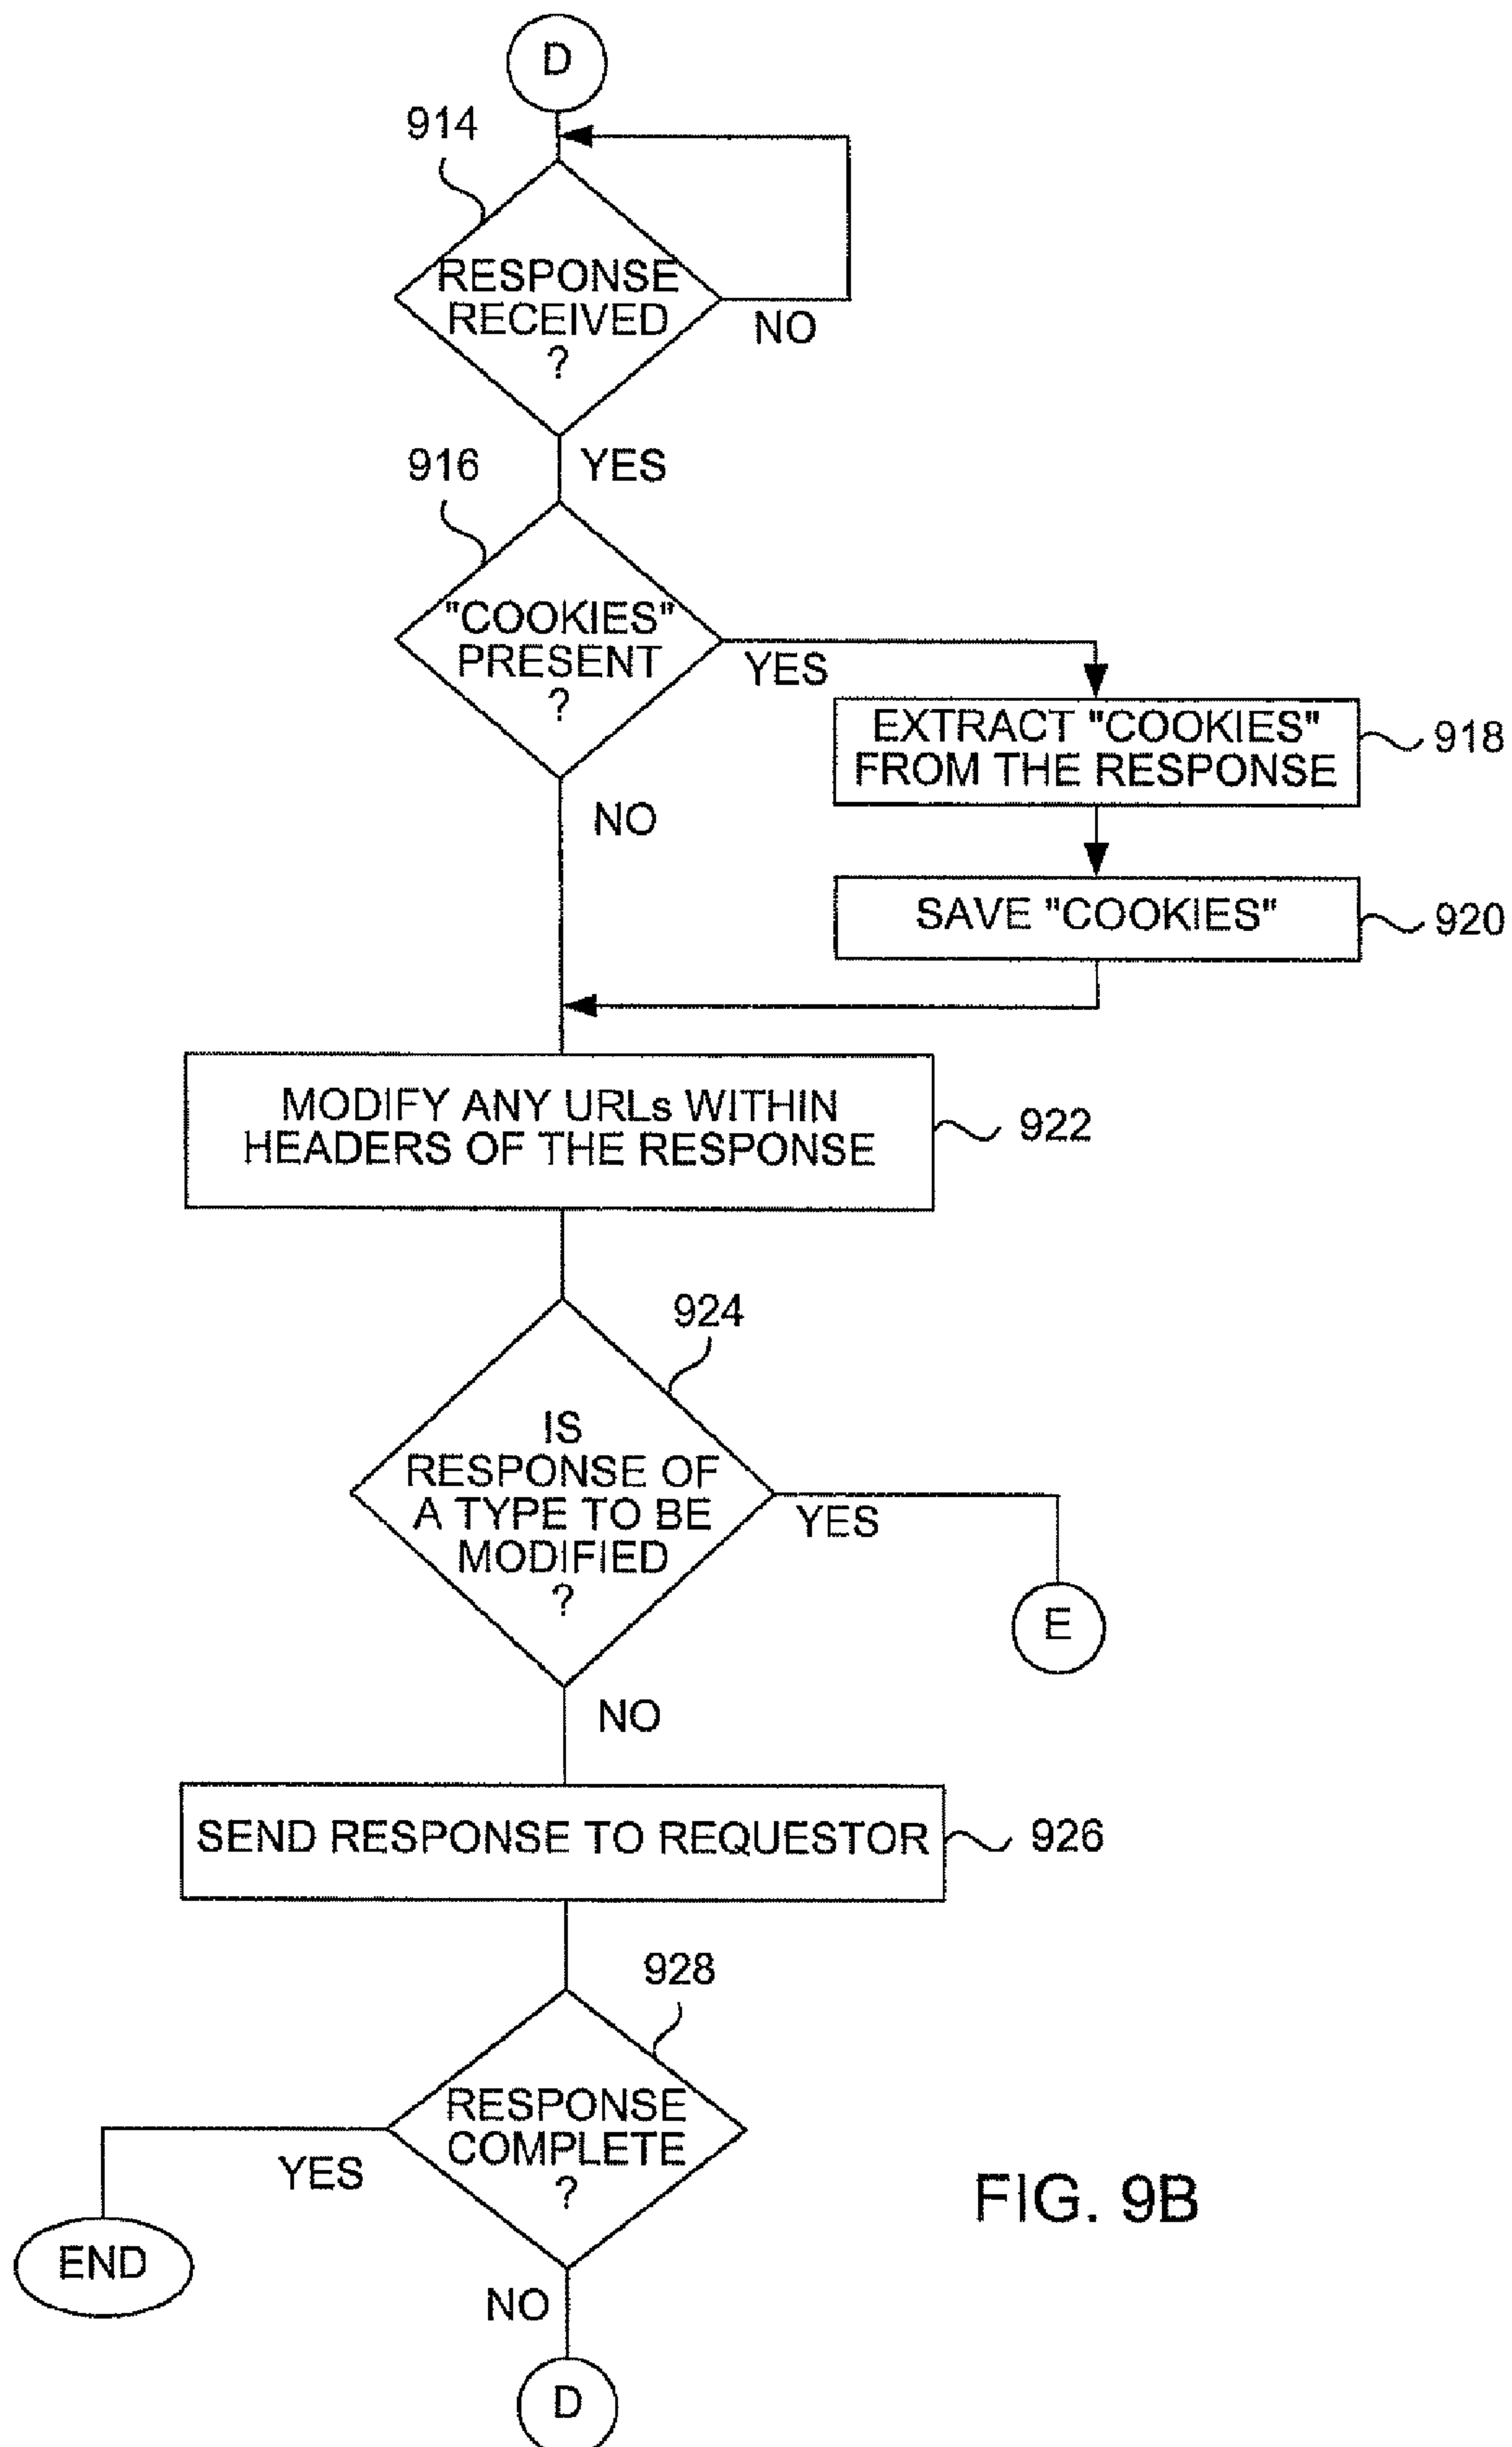 D
914
RESPONSE
RECEIVED
?
NO
YES
916
"COOKIES"
PRESENT
?
YES
EXTRACT "COOKIES"
FROM THE RESPONSE
918
NO
SAVE "COOKIES"
920
MODIFY ANY URLs WITHIN
HEADERS OF THE RESPONSE
922
924
IS
RESPONSE OF
A TYPE TO BE
MODIFIED
?
YES
E
NO
SEND RESPONSE TO REQUESTOR
926
928
RESPONSE
COMPLETE
?
YES
END
NO
D
FIG. 9B